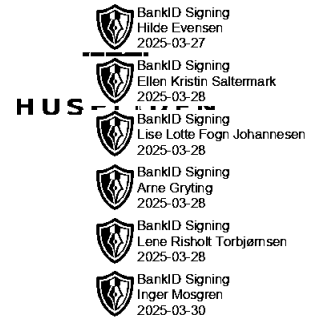 BankID Signing
Hilde Evensen
2025-03-27
BankID Signing
Ellen Kristin Saltermark
2025-03-28
BankID Signing
Lise Lotte Fogn Johannesen
2025-03-28
BankID Signing
Arne Gryting
2025-03-28
BankID Signing
Lene Risholt Torbjørnsen
2025-03-28
BankID Signing
Inger Mosgren
2025-03-30